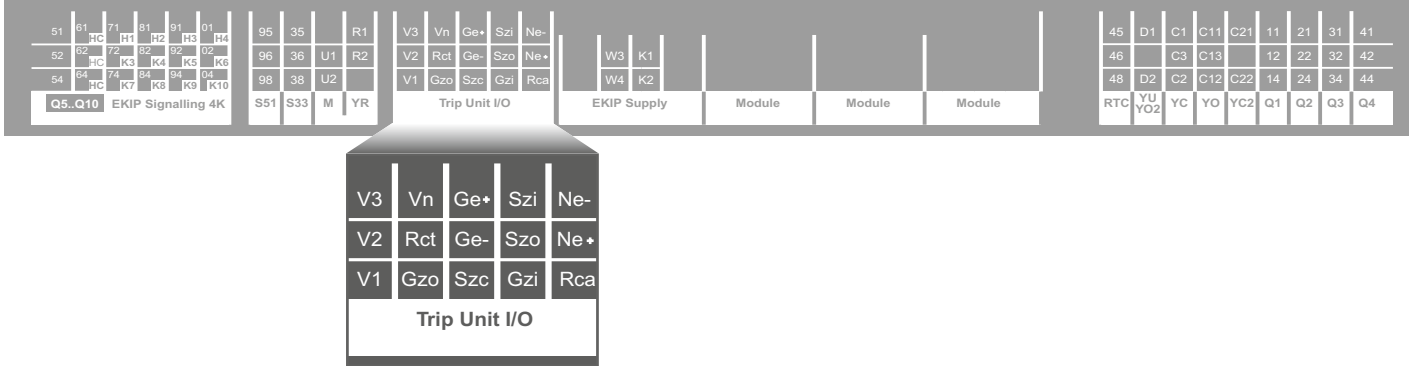 51 61 HC 71 H1 81 H2 91 H3 01 H4 95 35 R1 V3 Vn Ge+ Szi Ne- 45 D1 C1 C11 C21 11 21 31 41
52 62 HC 72 K3 82 K4 92 K5 02 K6 96 36 U1 R2 V2 Rct Ge- Szo Ne+ W3 K1 46 C3 C13 12 22 32 42
54 64 HC 74 K7 84 K8 94 K9 04 K10 98 38 U2 V1 Gzo Szc Gzi Rca W4 K2 48 D2 C2 C12 C22 14 24 34 44
Q5..Q10 EKIP Signalling 4K S51 S33 M YR Trip Unit I/O EKIP Supply Module Module Module RTC YU YO2 YC YO YC2 Q1 Q2 Q3 Q4
V3 Vn Ge+ Szi Ne-
V2 Rct Ge- Szo Ne+
V1 Gzo Szc Gzi Rca
Trip Unit I/O